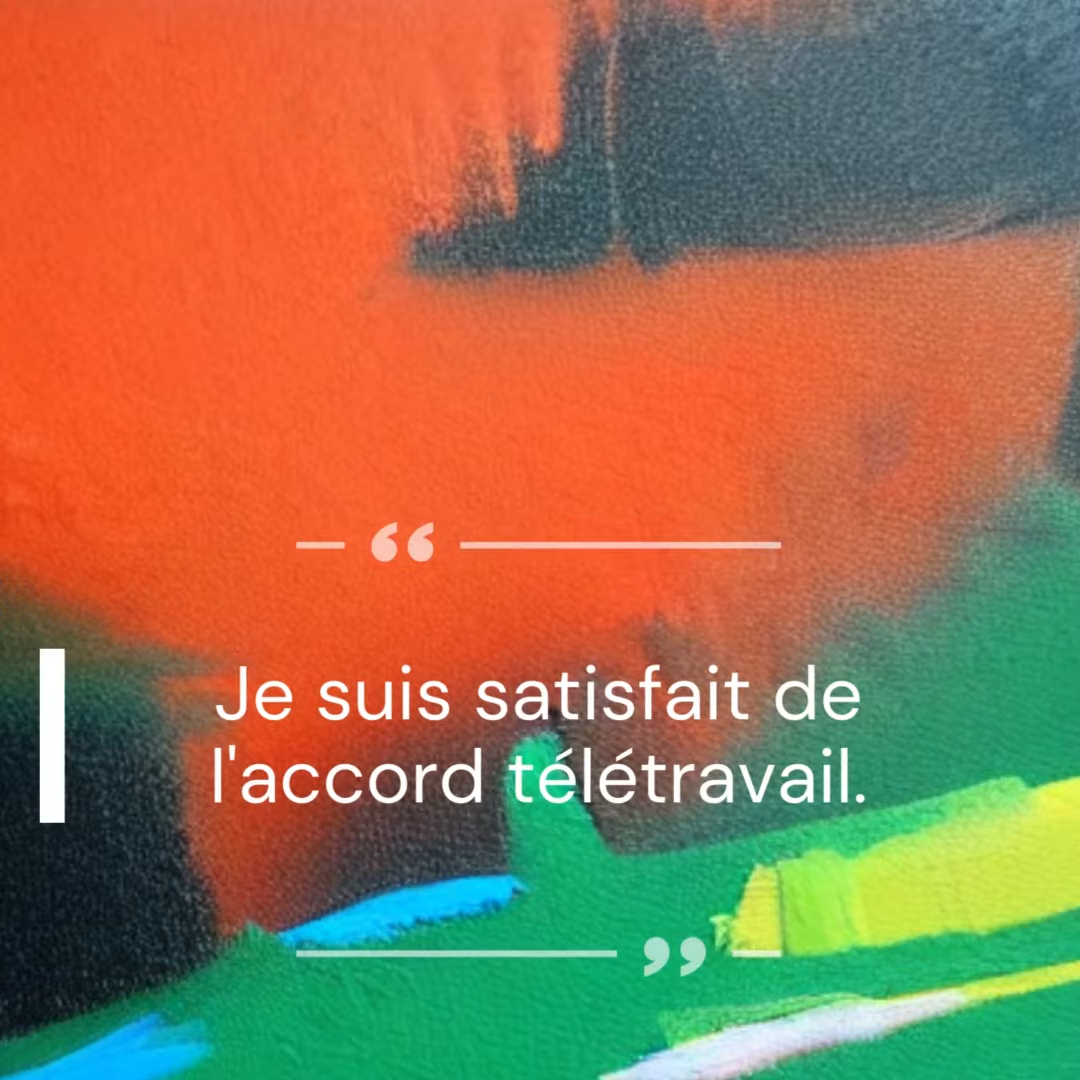 “
Je suis satisfait de
l'accord télétravail.
”